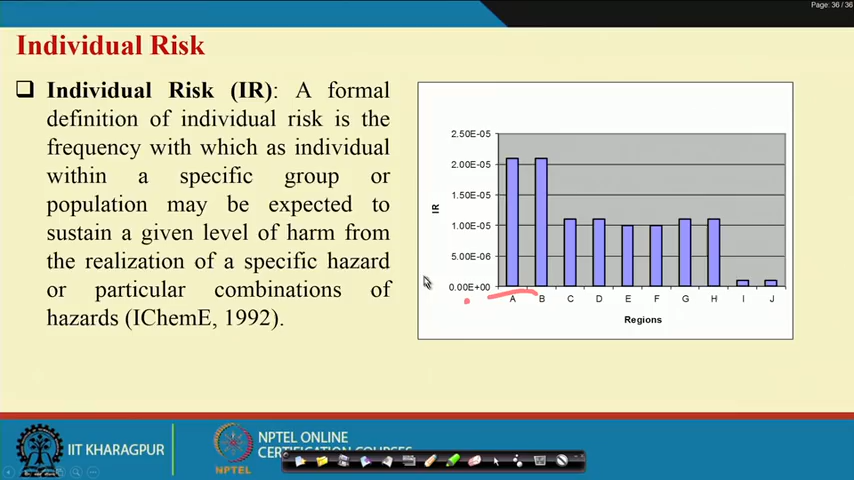 Page: 36 / 36
Individual Risk
Individual Risk (IR): A formal
definition of individual risk is the
frequency with which as individual
within a specific group or
population may be expected to
sustain a given level of harm from
the realization of a specific hazard
or particular combinations of
hazards (IChemE, 1992).
2.50E-05
2.00E-05
1.50E-05
1.00E-05
5.00E-06
0.00E+00
IR
A B C D E F G H I J
Regions
IIT KHARAGPUR
NPTEL
NPTEL ONLINE
CERTIFICATION COURSES